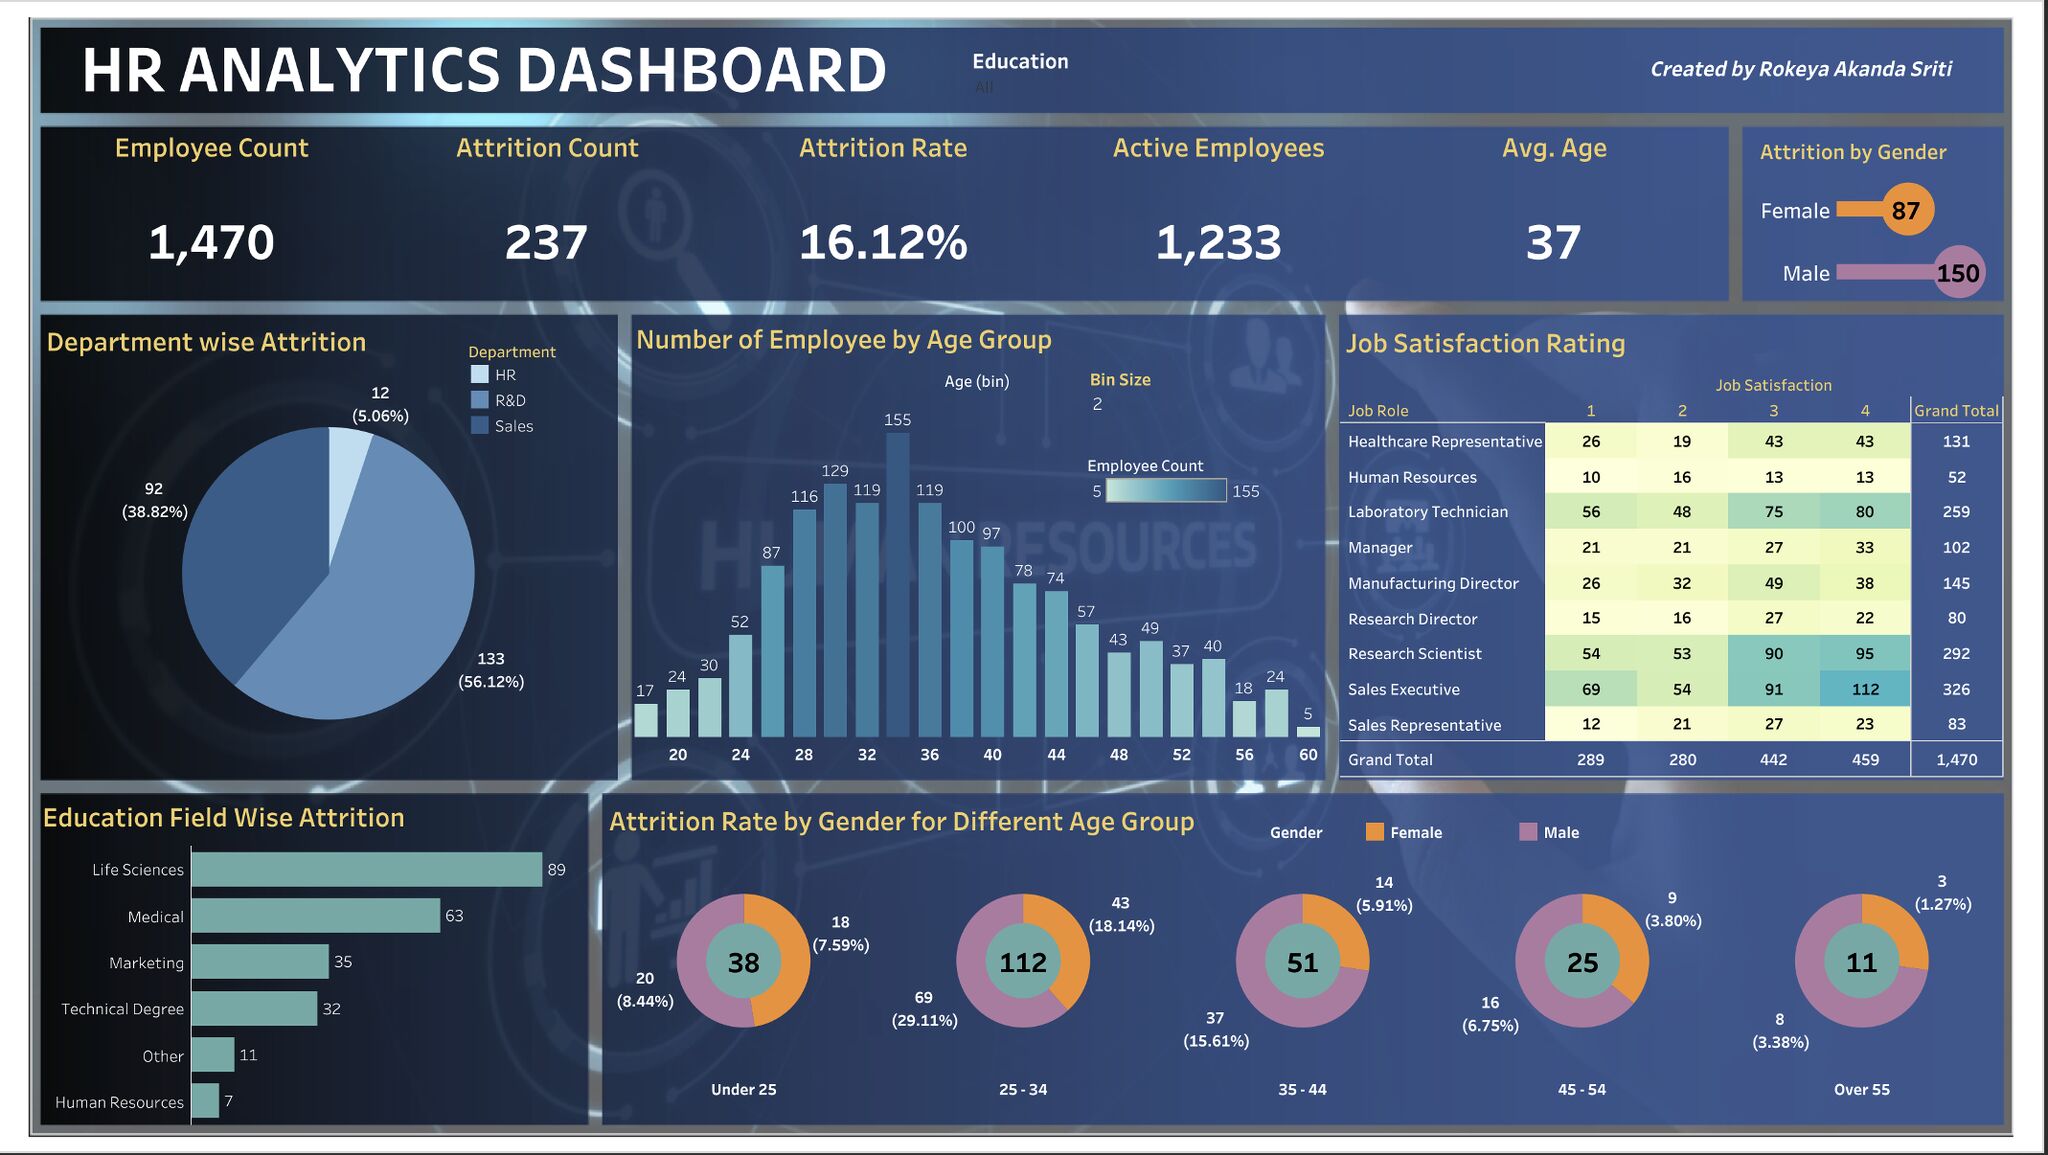 HR ANALYTICS DASHBOARD
Education
All
Created by Rokeya Akanda Sriti
Employee Count
1,470
Attrition Count
237
Attrition Rate
16.12%
Active Employees
1,233
Avg. Age
37
Attrition by Gender
Female 87
Male 150
Department wise Attrition
Department
HR
R&D
Sales
12
(5.06%)
92
(38.82%)
133
(56.12%)
Number of Employee by Age Group
Age (bin)
Bin Size
2
Employee Count
5 155
17 24 30 52 87 116 129 119 155 119 100 97 78 74 57 43 49 37 40 18 24 5
20 24 28 32 36 40 44 48 52 56 60
HUMAN RESOURCES
Job Satisfaction Rating
Job Satisfaction
Job Role 1 2 3 4 Grand Total
Healthcare Representative 26 19 43 43 131
Human Resources 10 16 13 13 52
Laboratory Technician 56 48 75 80 259
Manager 21 21 27 33 102
Manufacturing Director 26 32 49 38 145
Research Director 15 16 27 22 80
Research Scientist 54 53 90 95 292
Sales Executive 69 54 91 112 326
Sales Representative 12 21 27 23 83
Grand Total 289 280 442 459 1,470
Education Field Wise Attrition
Life Sciences 89
Medical 63
Marketing 35
Technical Degree 32
Other 11
Human Resources 7
Attrition Rate by Gender for Different Age Group
Gender Female Male
38
18
(7.59%)
20
(8.44%)
Under 25
112
43
(18.14%)
69
(29.11%)
25 - 34
51
14
(5.91%)
37
(15.61%)
35 - 44
25
9
(3.80%)
16
(6.75%)
45 - 54
11
3
(1.27%)
8
(3.38%)
Over 55